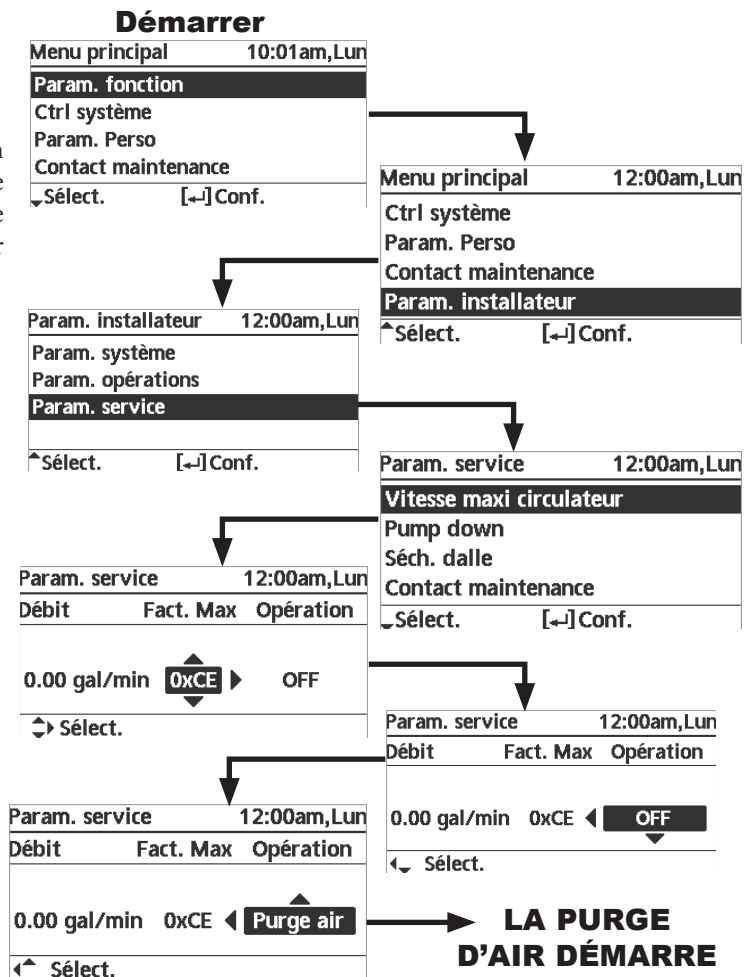 Démarrer
Menu principal 10:01am,Lun
Param. fonction
Ctrl système
Param. Perso
Contact maintenance
Sélect. [↵]Conf.
Menu principal 12:00am,Lun
Ctrl système
Param. Perso
Contact maintenance
Param. installateur
Sélect. [↵]Conf.
Param. installateur 12:00am,Lun
Param. système
Param. opérations
Param. service
Sélect. [↵]Conf.
Param. service 12:00am,Lun
Vitesse maxi circulateur
Pump down
Séch. dalle
Contact maintenance
Sélect. [↵]Conf.
Param. service 12:00am,Lun
Débit Fact. Max Opération
0.00 gal/min 0xCE OFF
Sélect.
Param. service 12:00am,Lun
Débit Fact. Max Opération
0.00 gal/min 0xCE OFF
Sélect.
Param. service 12:00am,Lun
Débit Fact. Max Opération
0.00 gal/min 0xCE Purge air
Sélect.
LA PURGE
D'AIR DÉMARRE